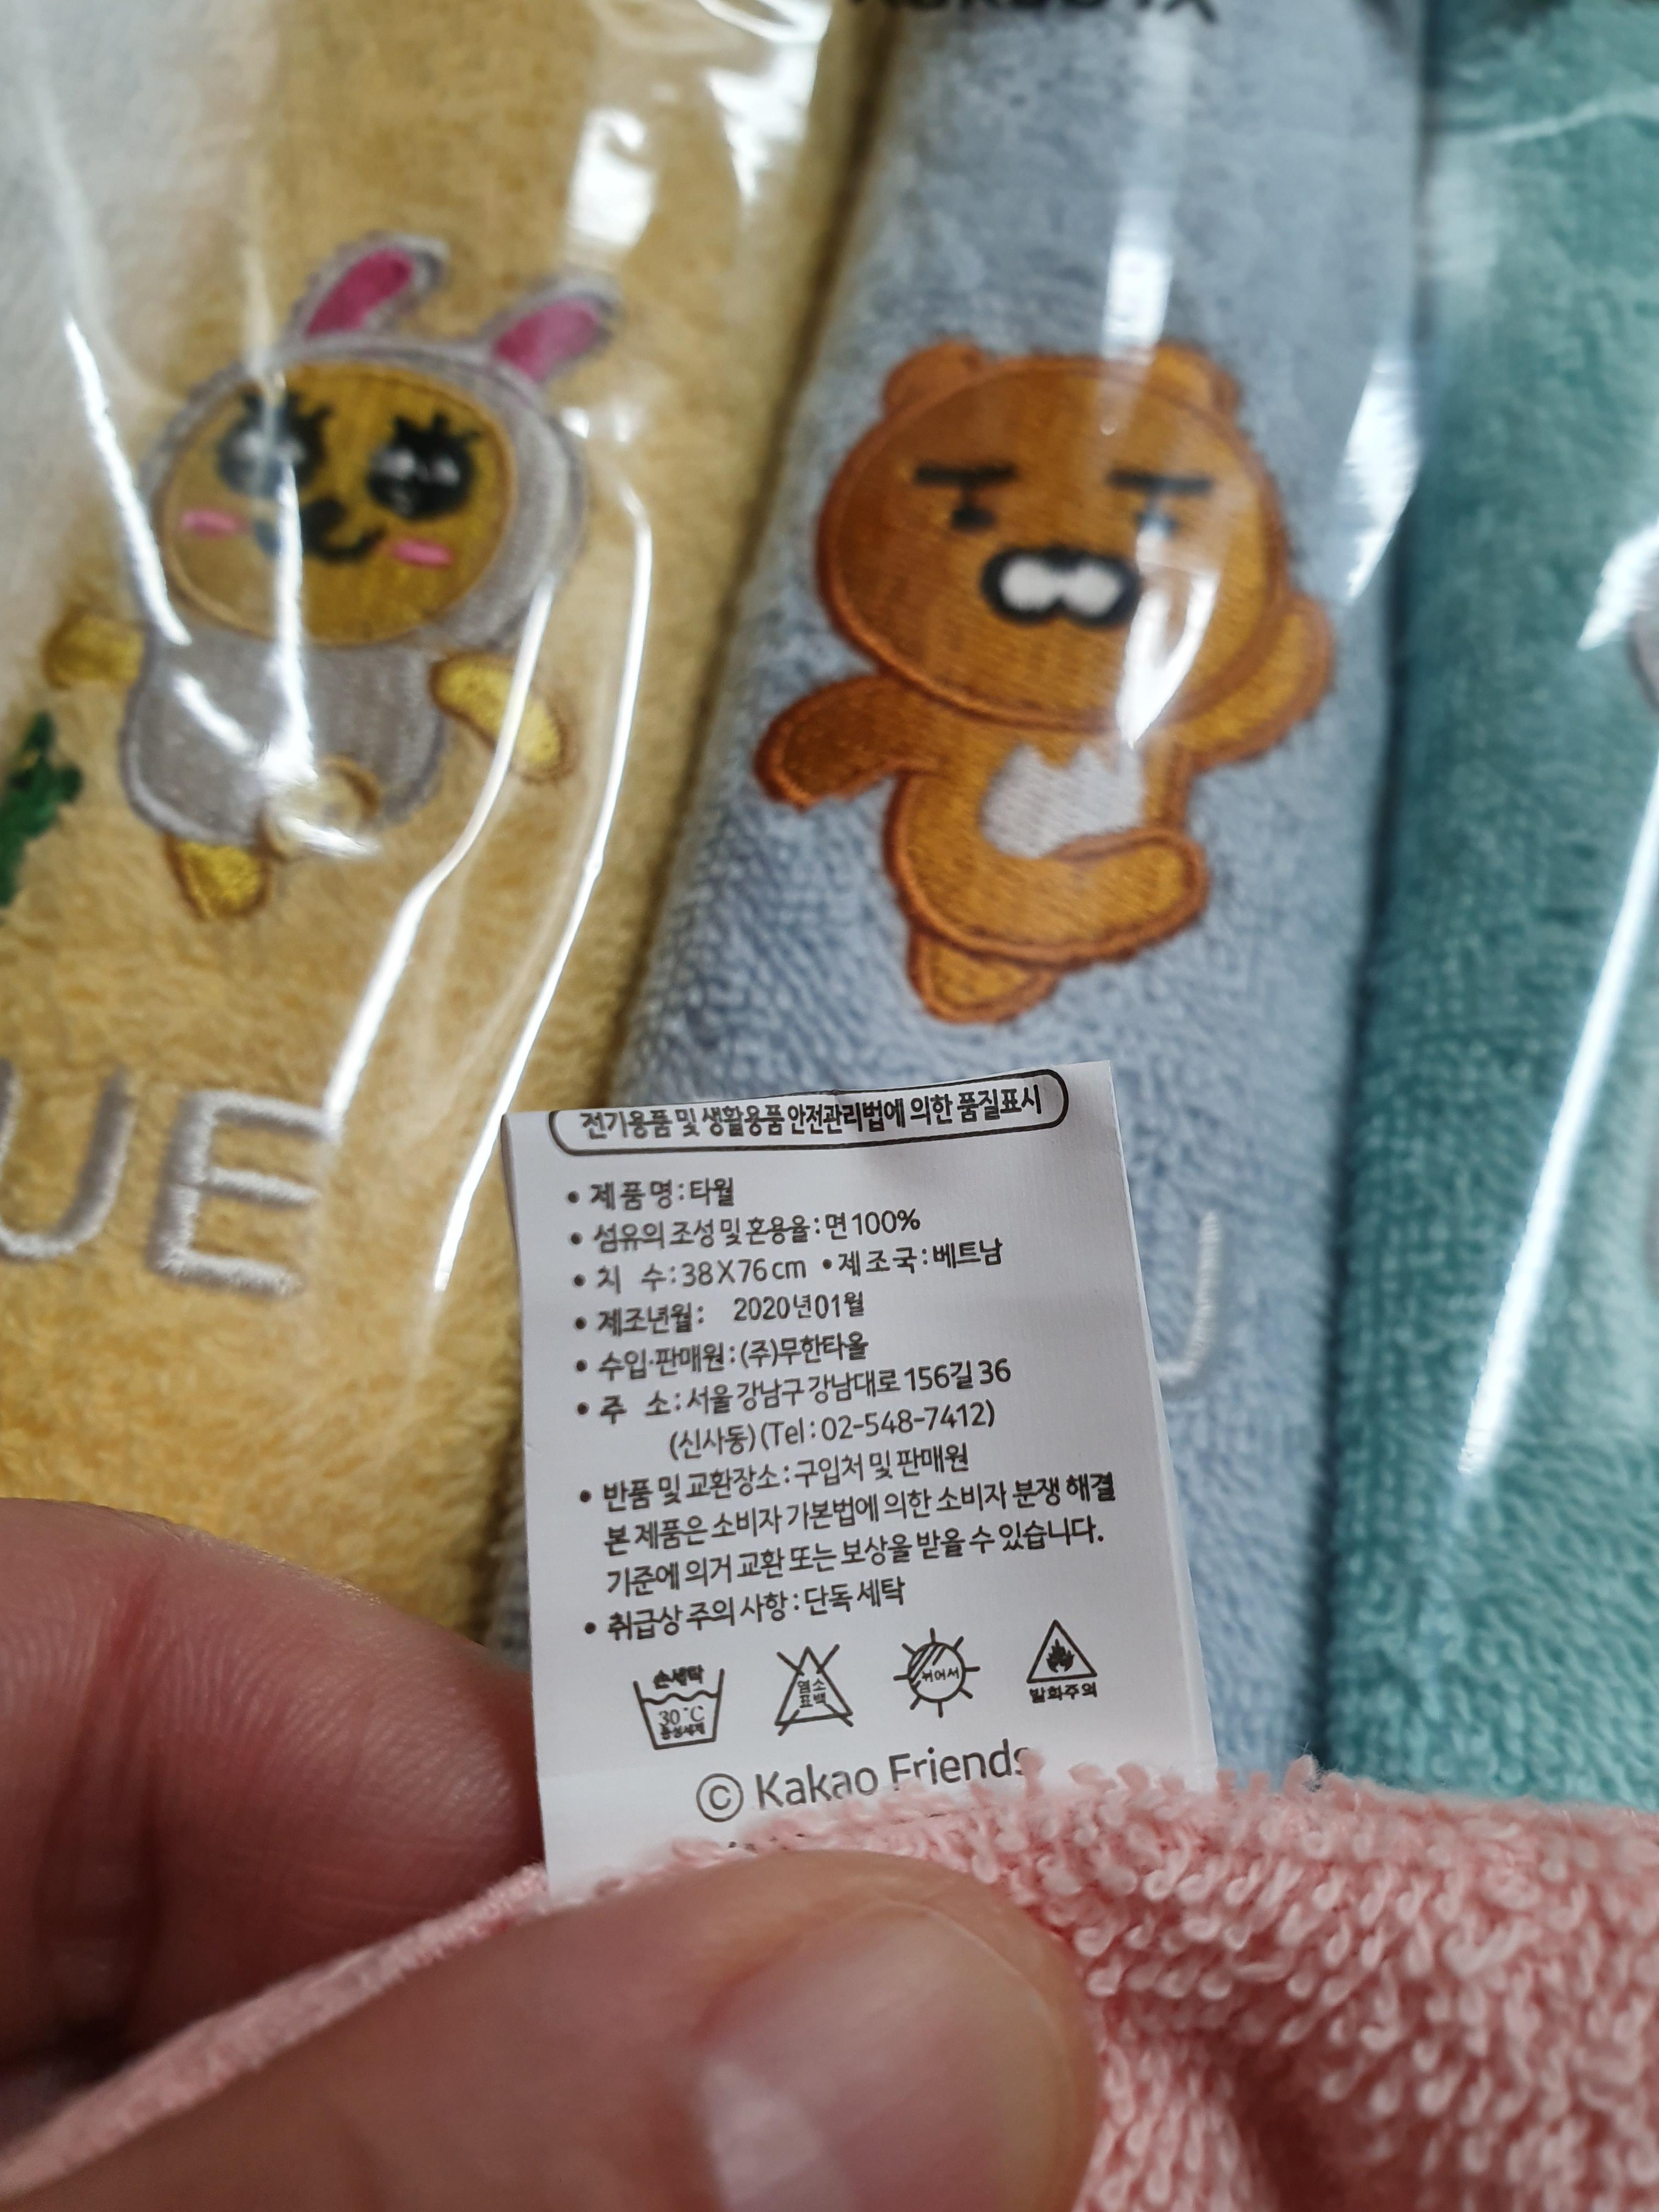 UE
J
전기용품 및 생활용품 안전관리법에 의한 품질표시
• 제 품 명 : 타월
• 섬유의 조성 및 혼용율 : 면 100%
• 치 수 : 38X76cm • 제 조 국 : 베트남
• 제조년월 : 2020년01월
• 수입·판매원 : (주)무한타올
• 주 소 : 서울 강남구 강남대로 156길 36
(신사동) (Tel : 02-548-7412)
• 반품 및 교환장소 : 구입처 및 판매원
본 제품은 소비자 가본법에 의한 소비자 분쟁 해결
기준에 의거 교환 또는 보상을 받을 수 있습니다.
• 취급상 주의 사항 : 단독 세탁
손세탁
30°C
중성세제
염소
표백
뉘어서
발화주의
ⓒ Kakao Friends